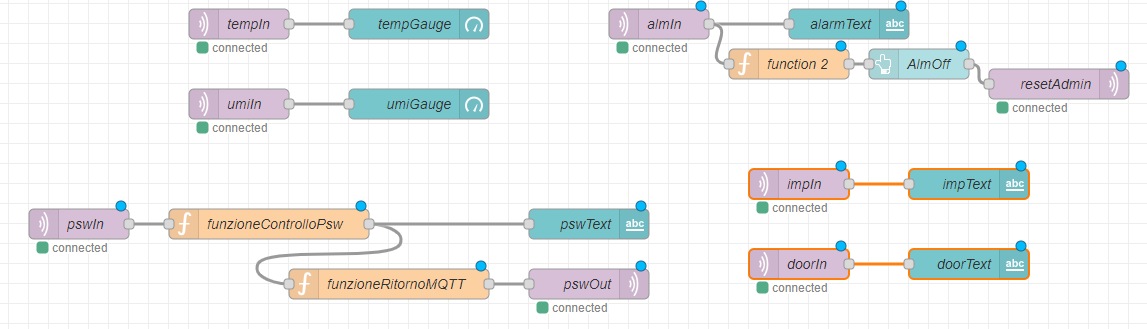 tempIn
connected
tempGauge
almIn
connected
alarmText
abc
function 2
AlmOff
resetAdmin
connected
umiIn
connected
umiGauge
impIn
connected
impText
abc
pswIn
connected
funzioneControlloPsw
pswText
abc
funzioneRitornoMQTT
pswOut
connected
doorIn
connected
doorText
abc